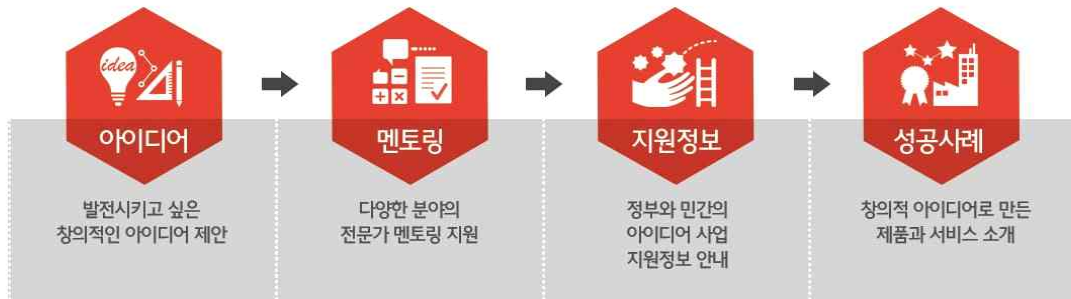 idea
아이디어
발전시키고 싶은
창의적인 아이디어 제안
멘토링
다양한 분야의
전문가 멘토링 지원
지원정보
정부와 민간의
아이디어 사업
지원정보 안내
성공사례
창의적 아이디어로 만든
제품과 서비스 소개